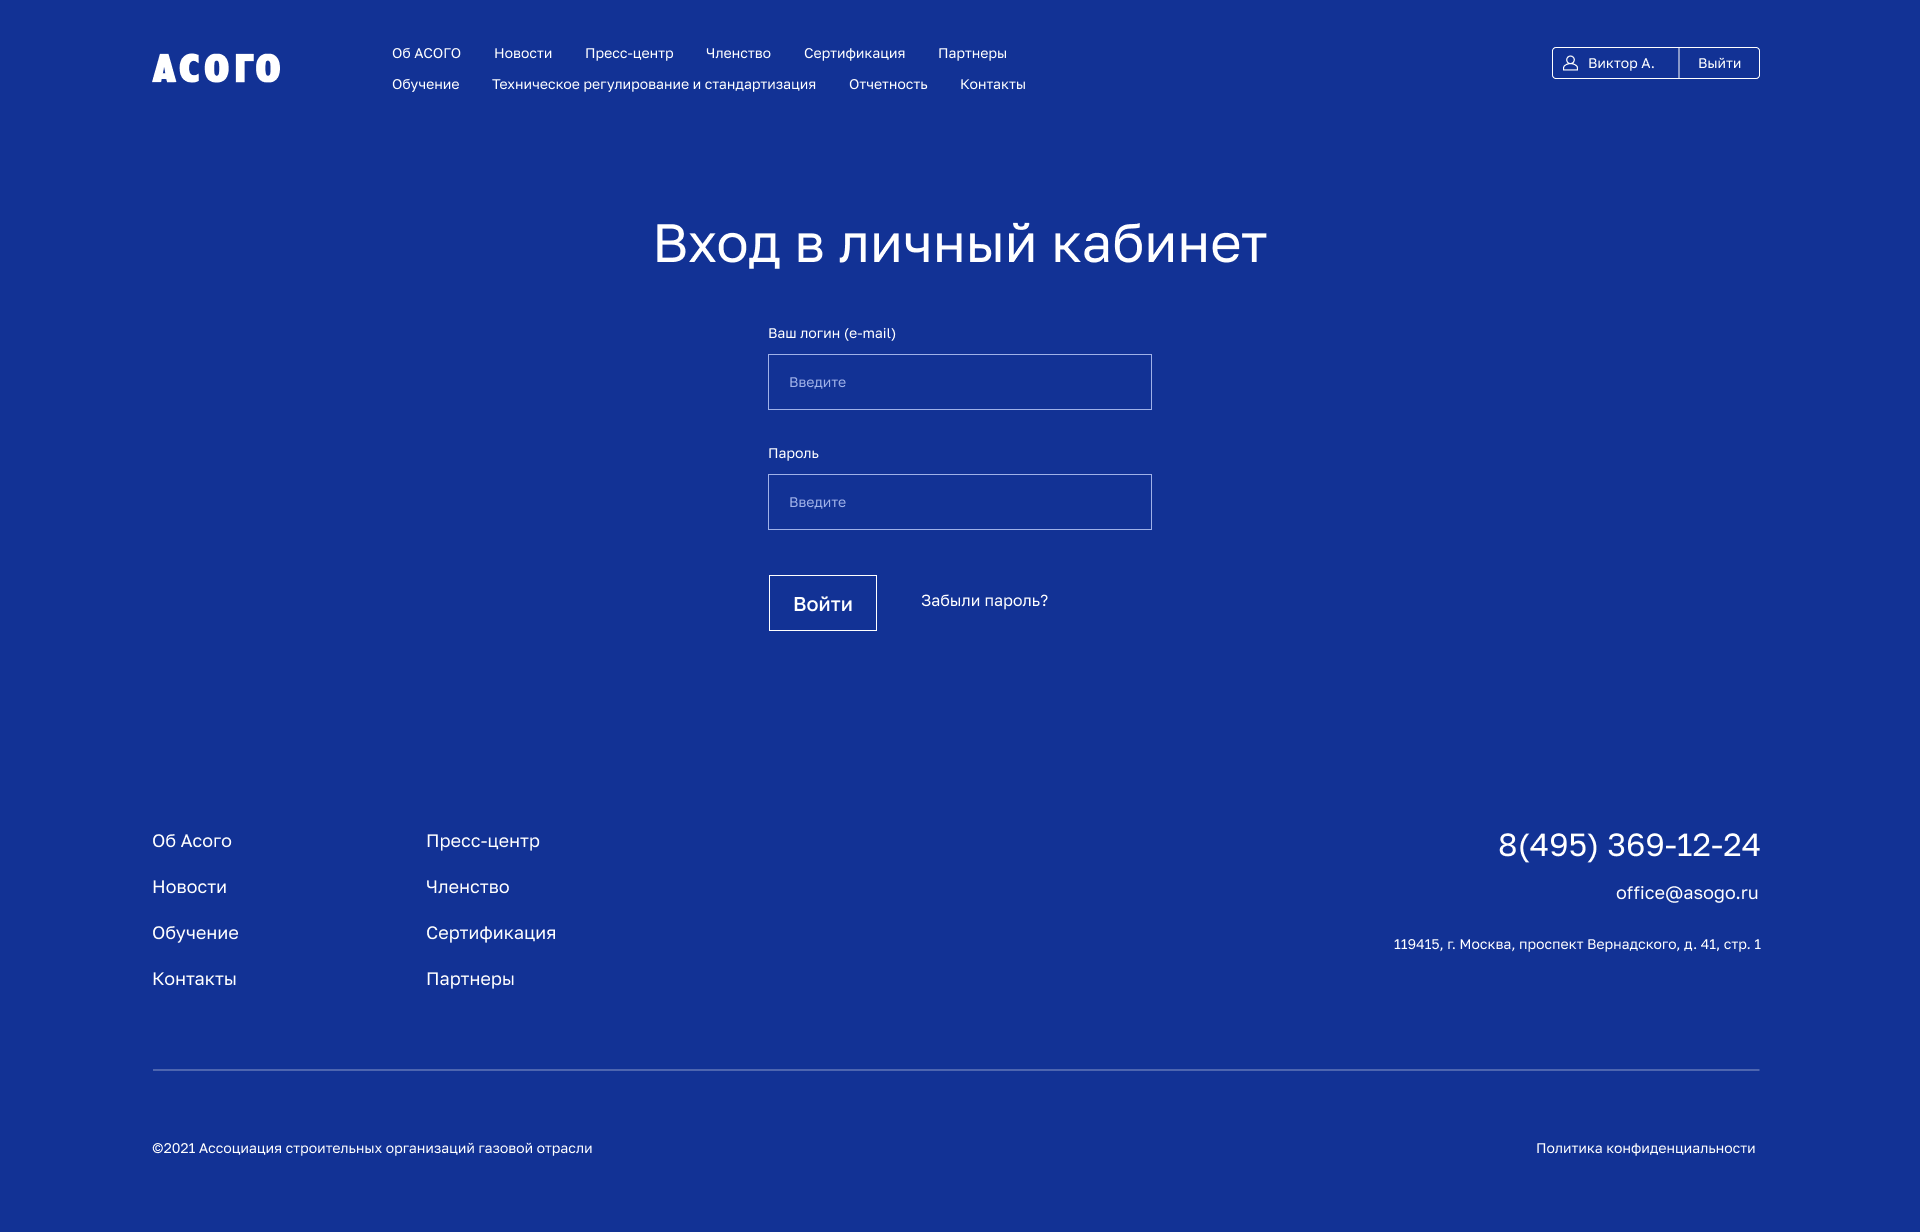 АСОГО
Об АСОГО Новости Пресс-центр Членство Сертификация Партнеры
Обучение Техническое регулирование и стандартизация Отчетность Контакты
Виктор А. Выйти
Вход в личный кабинет
Ваш логин (e-mail)
Введите
Пароль
Введите
Войти Забыли пароль?
Об Асого
Новости
Обучение
Контакты
Пресс-центр
Членство
Сертификация
Партнеры
8(495) 369-12-24
office@asogo.ru
119415, г. Москва, проспект Вернадского, д. 41, стр. 1
©2021 Ассоциация строительных организаций газовой отрасли
Политика конфиденциальности